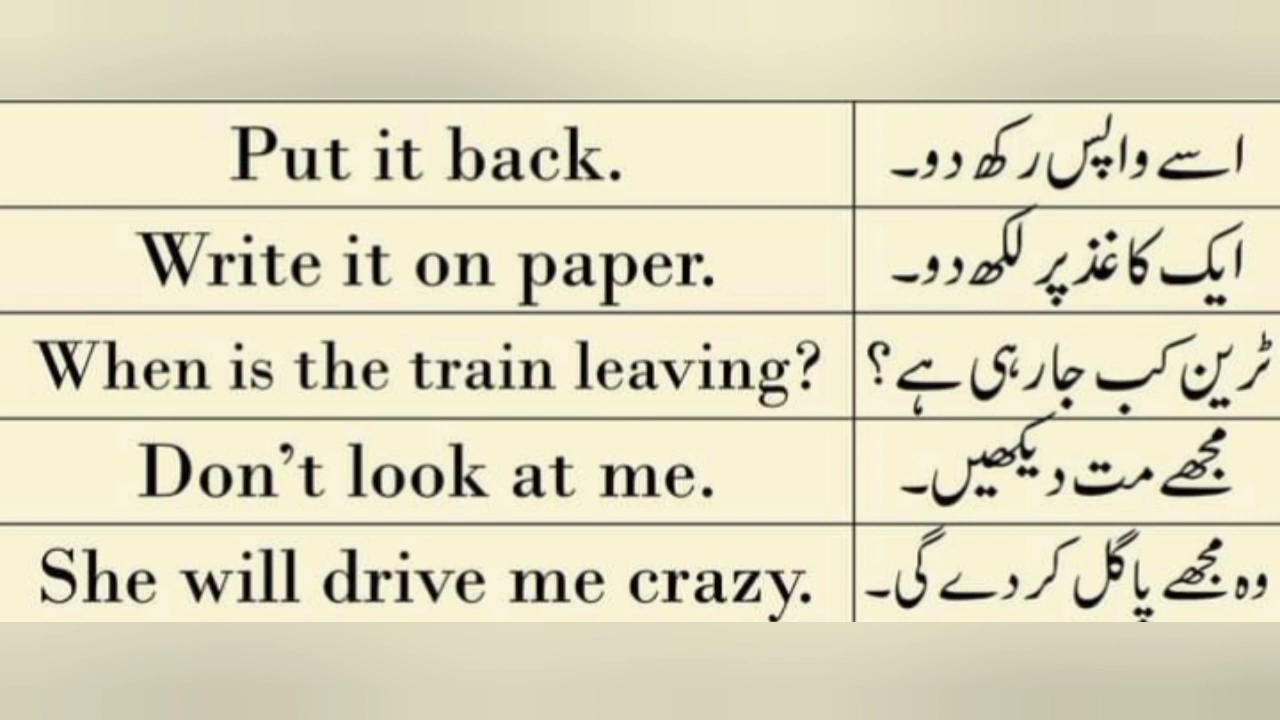 Put it back. اسے واپس رکھ دو۔
Write it on paper. ایک کاغذ پر لکھ دو۔
When is the train leaving? ٹرین کب جا رہی ہے؟
Don’t look at me. مجھے مت دیکھیں۔
She will drive me crazy. وہ مجھے پاگل کر دے گی۔